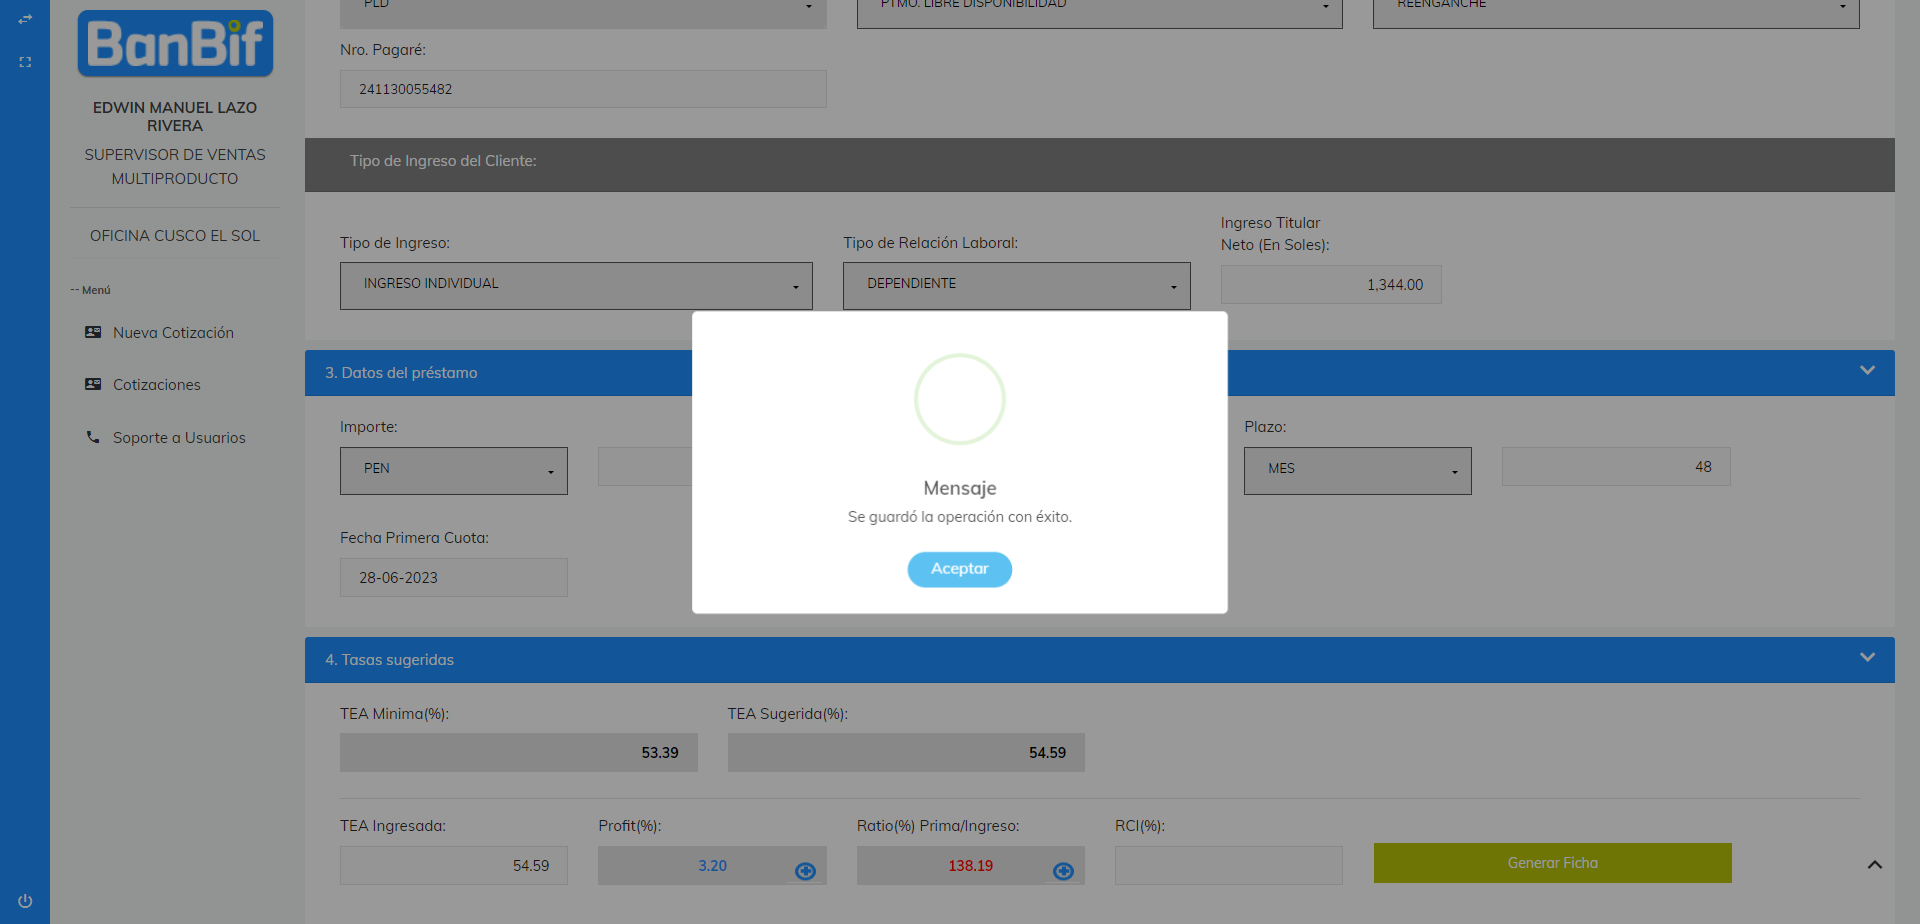 BanBif
EDWIN MANUEL LAZO
RIVERA
SUPERVISOR DE VENTAS
MULTIPRODUCTO
OFICINA CUSCO EL SOL
-- Menú
Nueva Cotización
Cotizaciones
Soporte a Usuarios
PLD
PTMO. LIBRE DISPONIBILIDAD
REENGANCHE
Nro. Pagaré:
241130055482
Tipo de Ingreso del Cliente:
Tipo de Ingreso:
INGRESO INDIVIDUAL
Tipo de Relación Laboral:
DEPENDIENTE
Ingreso Titular
Neto (En Soles):
1,344.00
3. Datos del préstamo
Importe:
PEN
Plazo:
MES
48
Fecha Primera Cuota:
28-06-2023
Mensaje
Se guardó la operación con éxito.
Aceptar
4. Tasas sugeridas
TEA Minima(%):
53.39
TEA Sugerida(%):
54.59
TEA Ingresada:
54.59
Profit(%):
3.20
Ratio(%) Prima/Ingreso:
138.19
RCI(%):
Generar Ficha